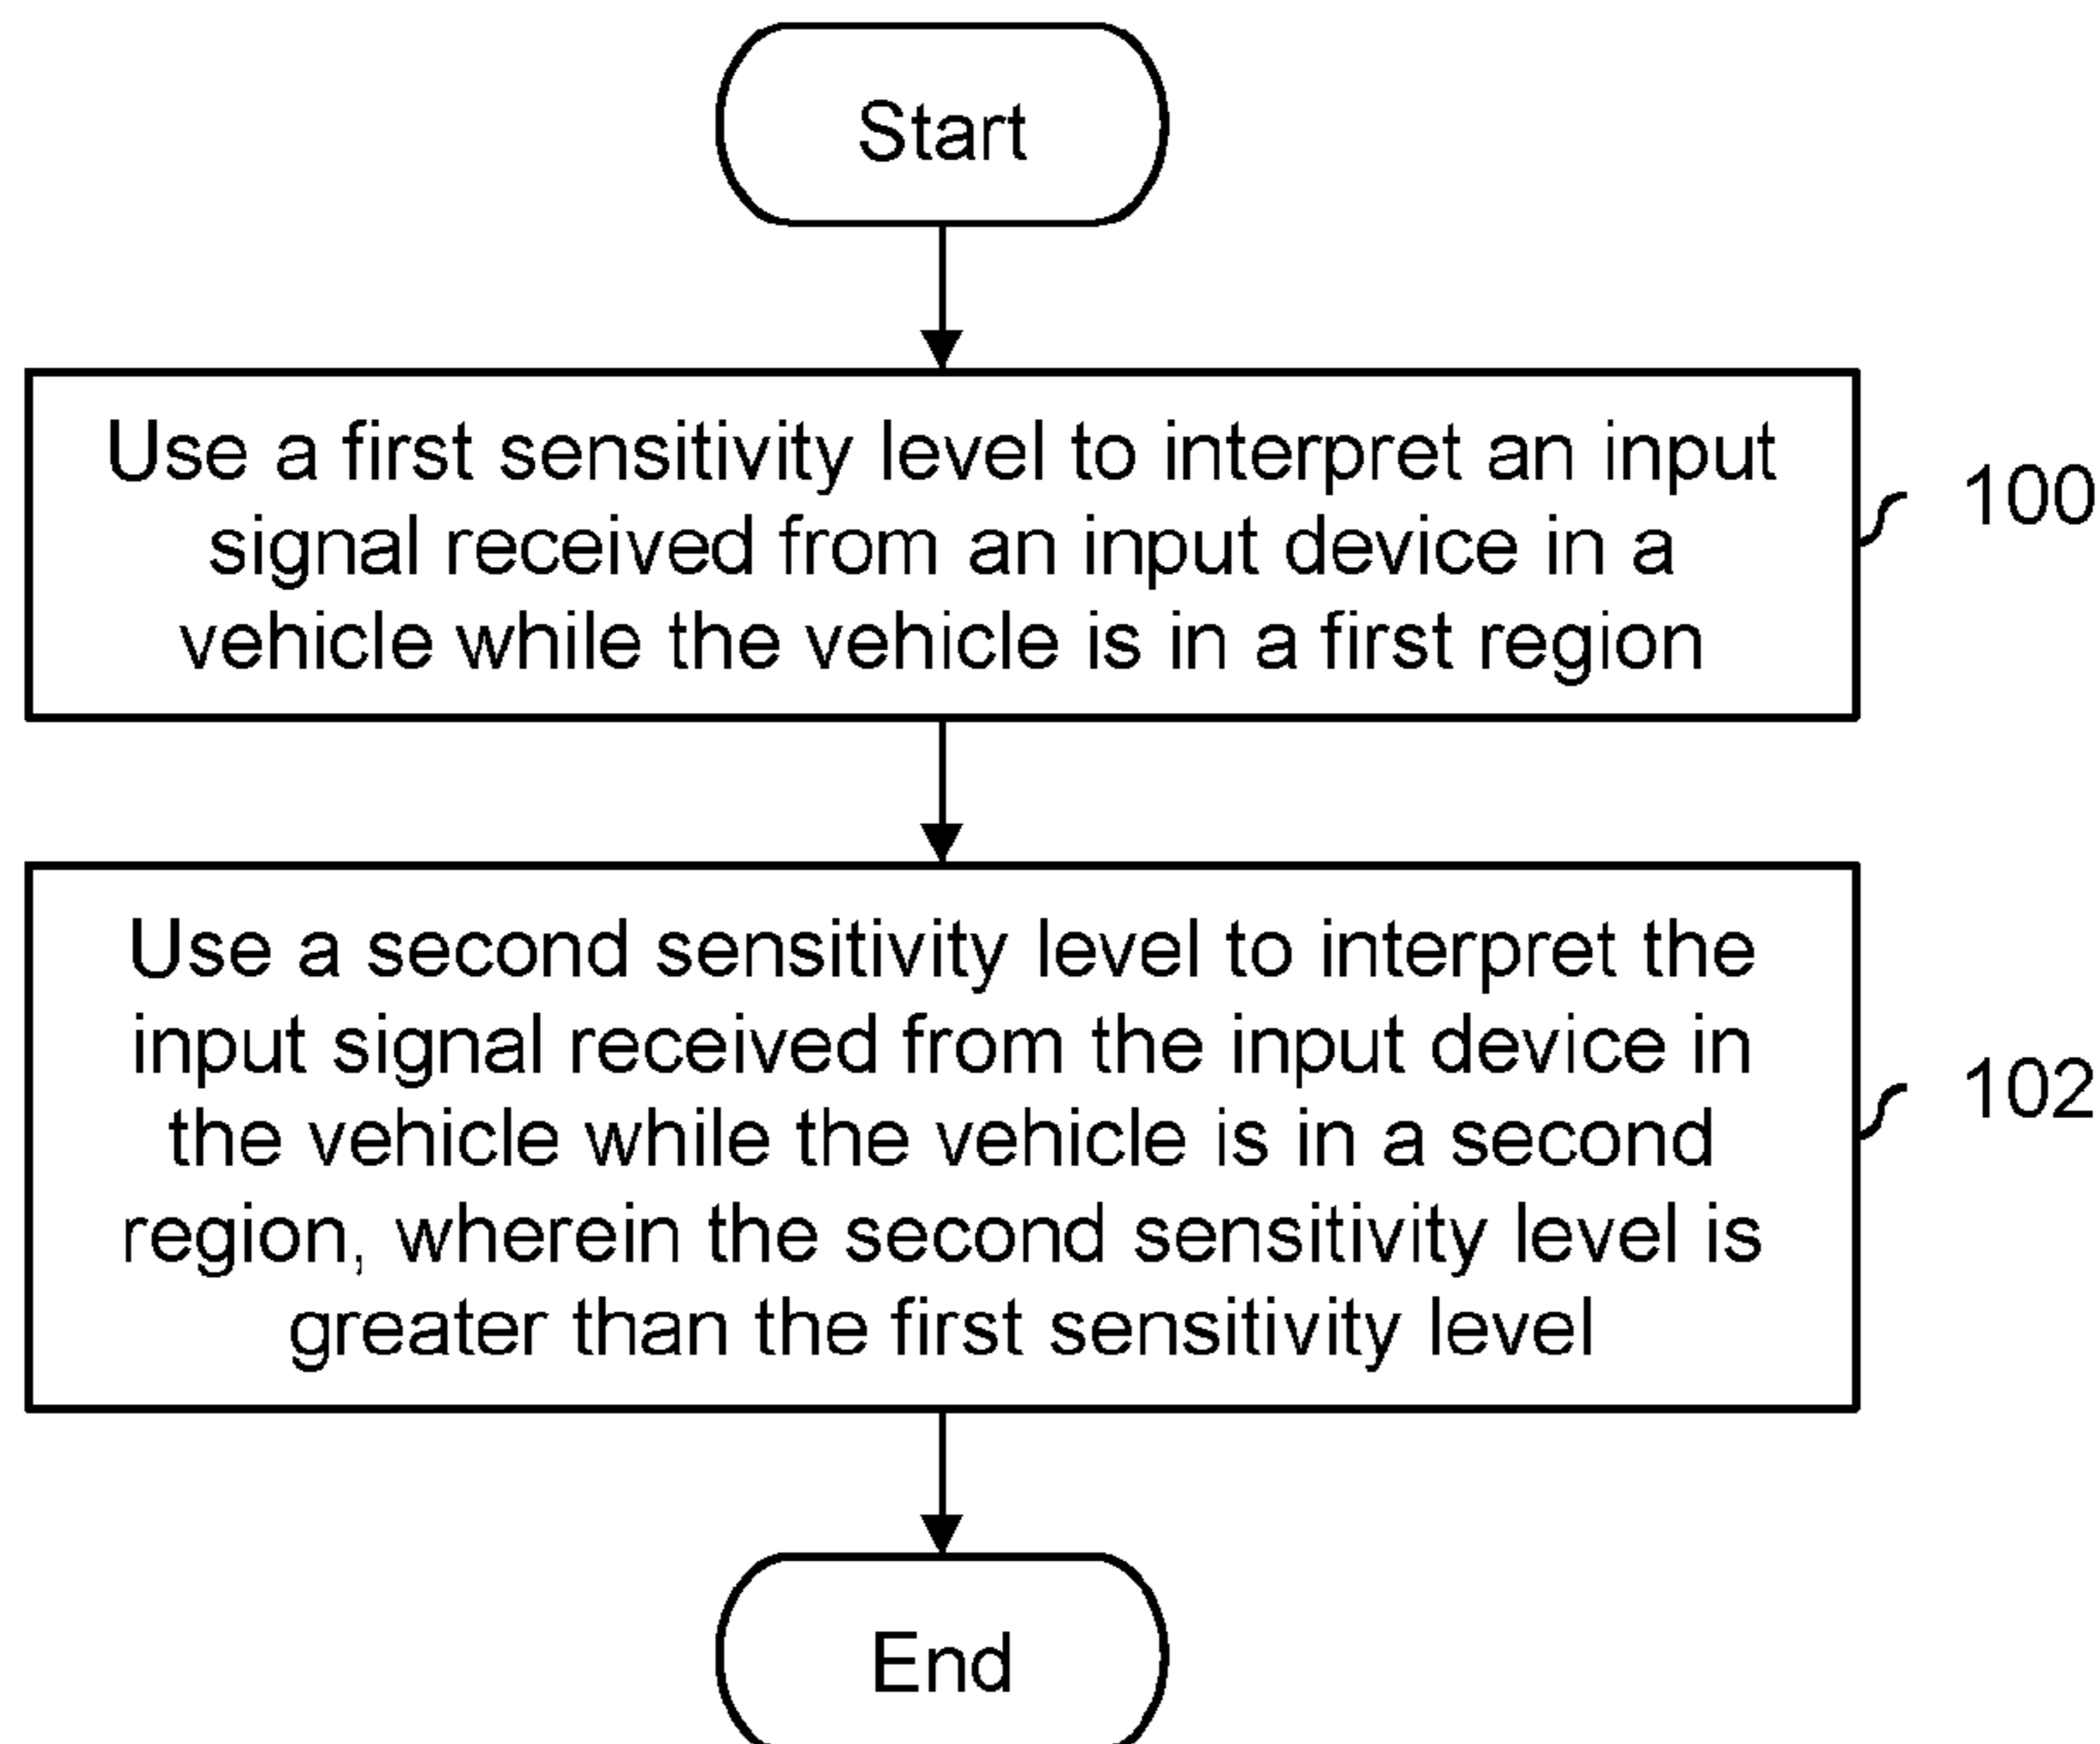 Start
Use a first sensitivity level to interpret an input
signal received from an input device in a
vehicle while the vehicle is in a first region
100
Use a second sensitivity level to interpret the
input signal received from the input device in
the vehicle while the vehicle is in a second
region, wherein the second sensitivity level is
greater than the first sensitivity level
102
End